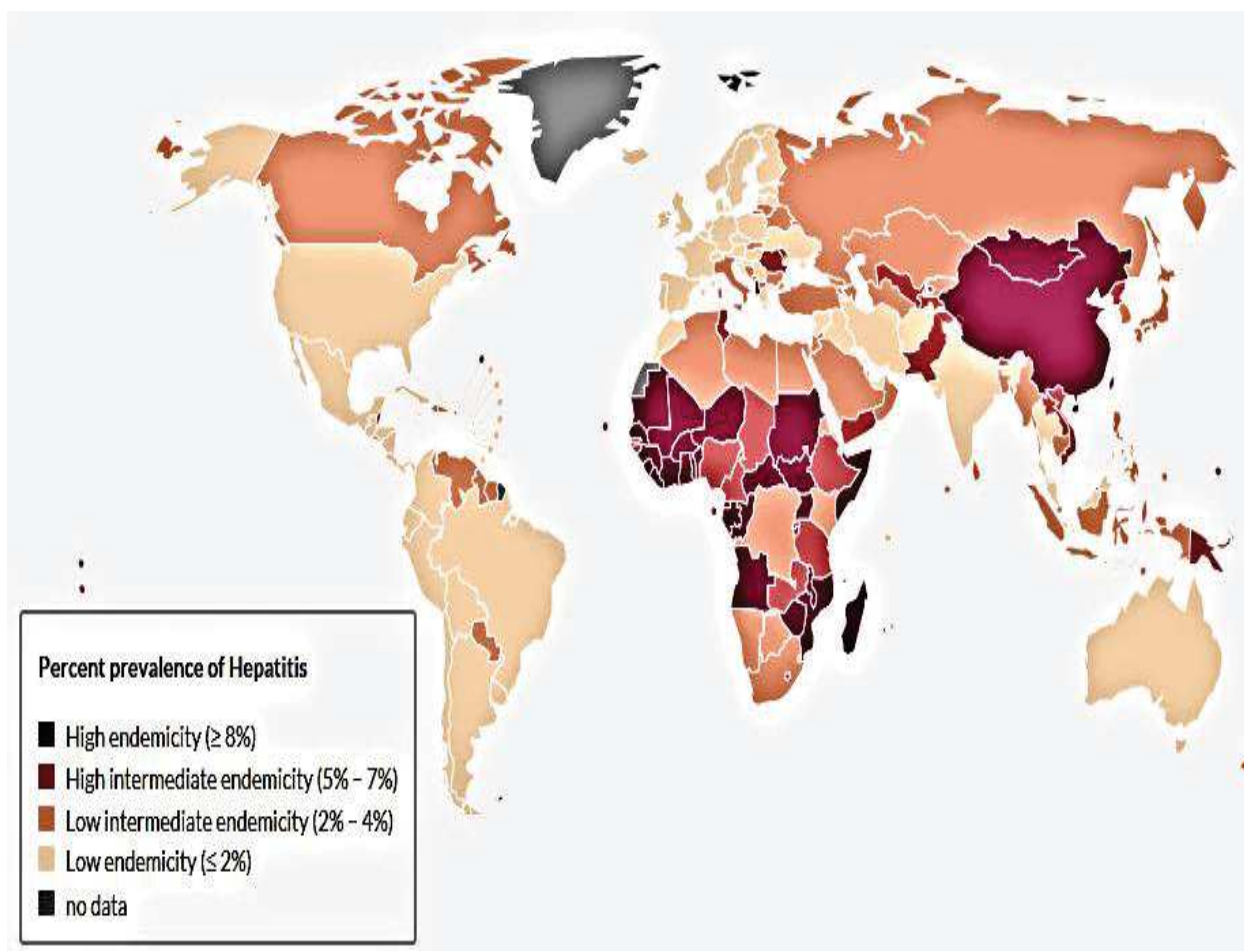 Percent prevalence of Hepatitis
High endemicity (≥ 8%)
High intermediate endemicity (5% – 7%)
Low intermediate endemicity (2% – 4%)
Low endemicity (≤ 2%)
no data